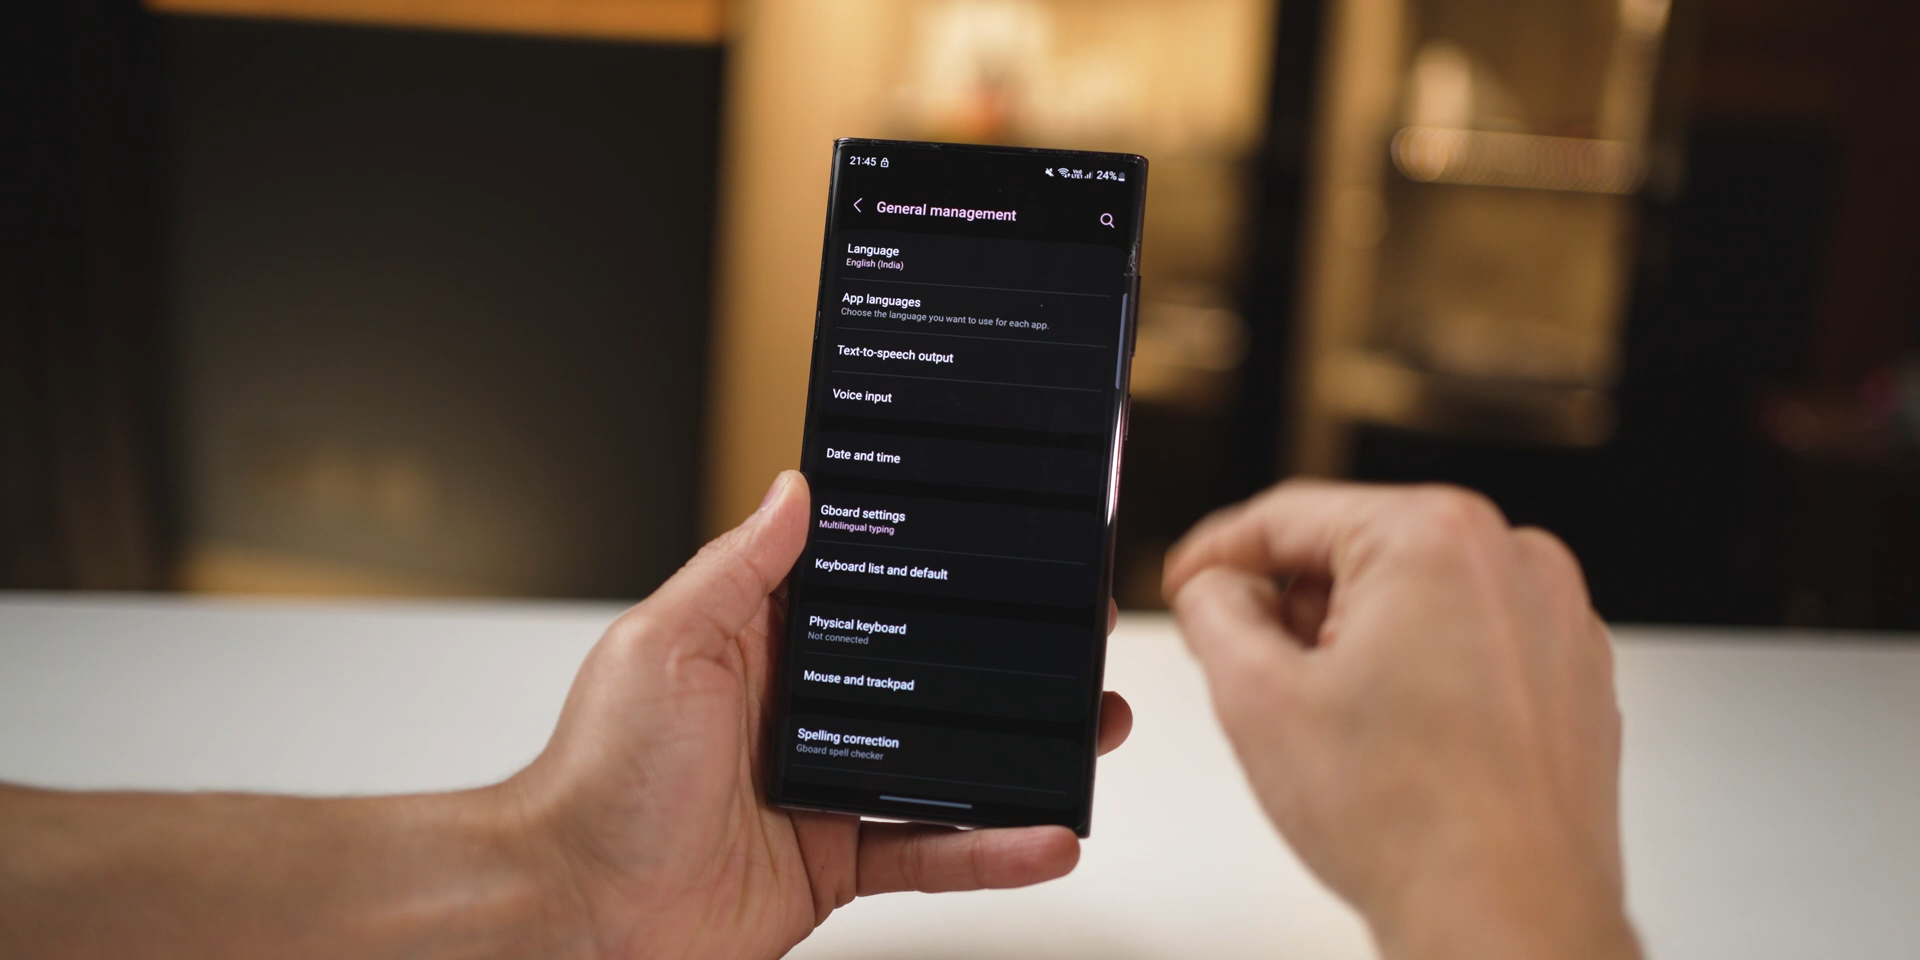 21:45
Vo)) LTE1 24%
General management
Language
English (India)
App languages
Choose the language you want to use for each app.
Text-to-speech output
Voice input
Date and time
Gboard settings
Multilingual typing
Keyboard list and default
Physical keyboard
Not connected
Mouse and trackpad
Spelling correction
Gboard spell checker